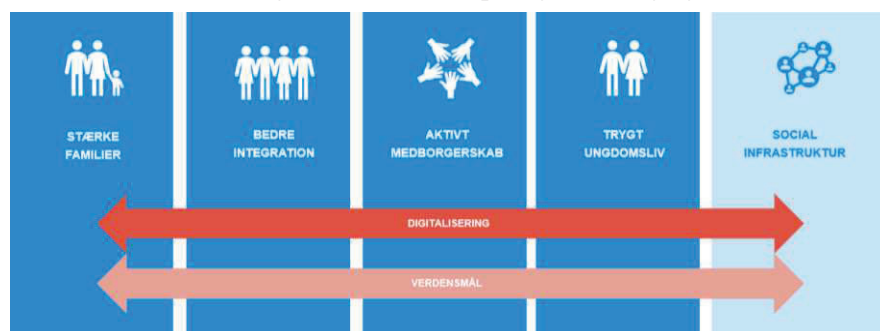 STÆRKE
FAMILIER
BEDRE
INTEGRATION
AKTIVT
MEDBORGERSKAB
TRYGT
UNGDOMSLIV
SOCIAL
INFRASTRUKTUR
DIGITALISERING
VERDENSMÅL